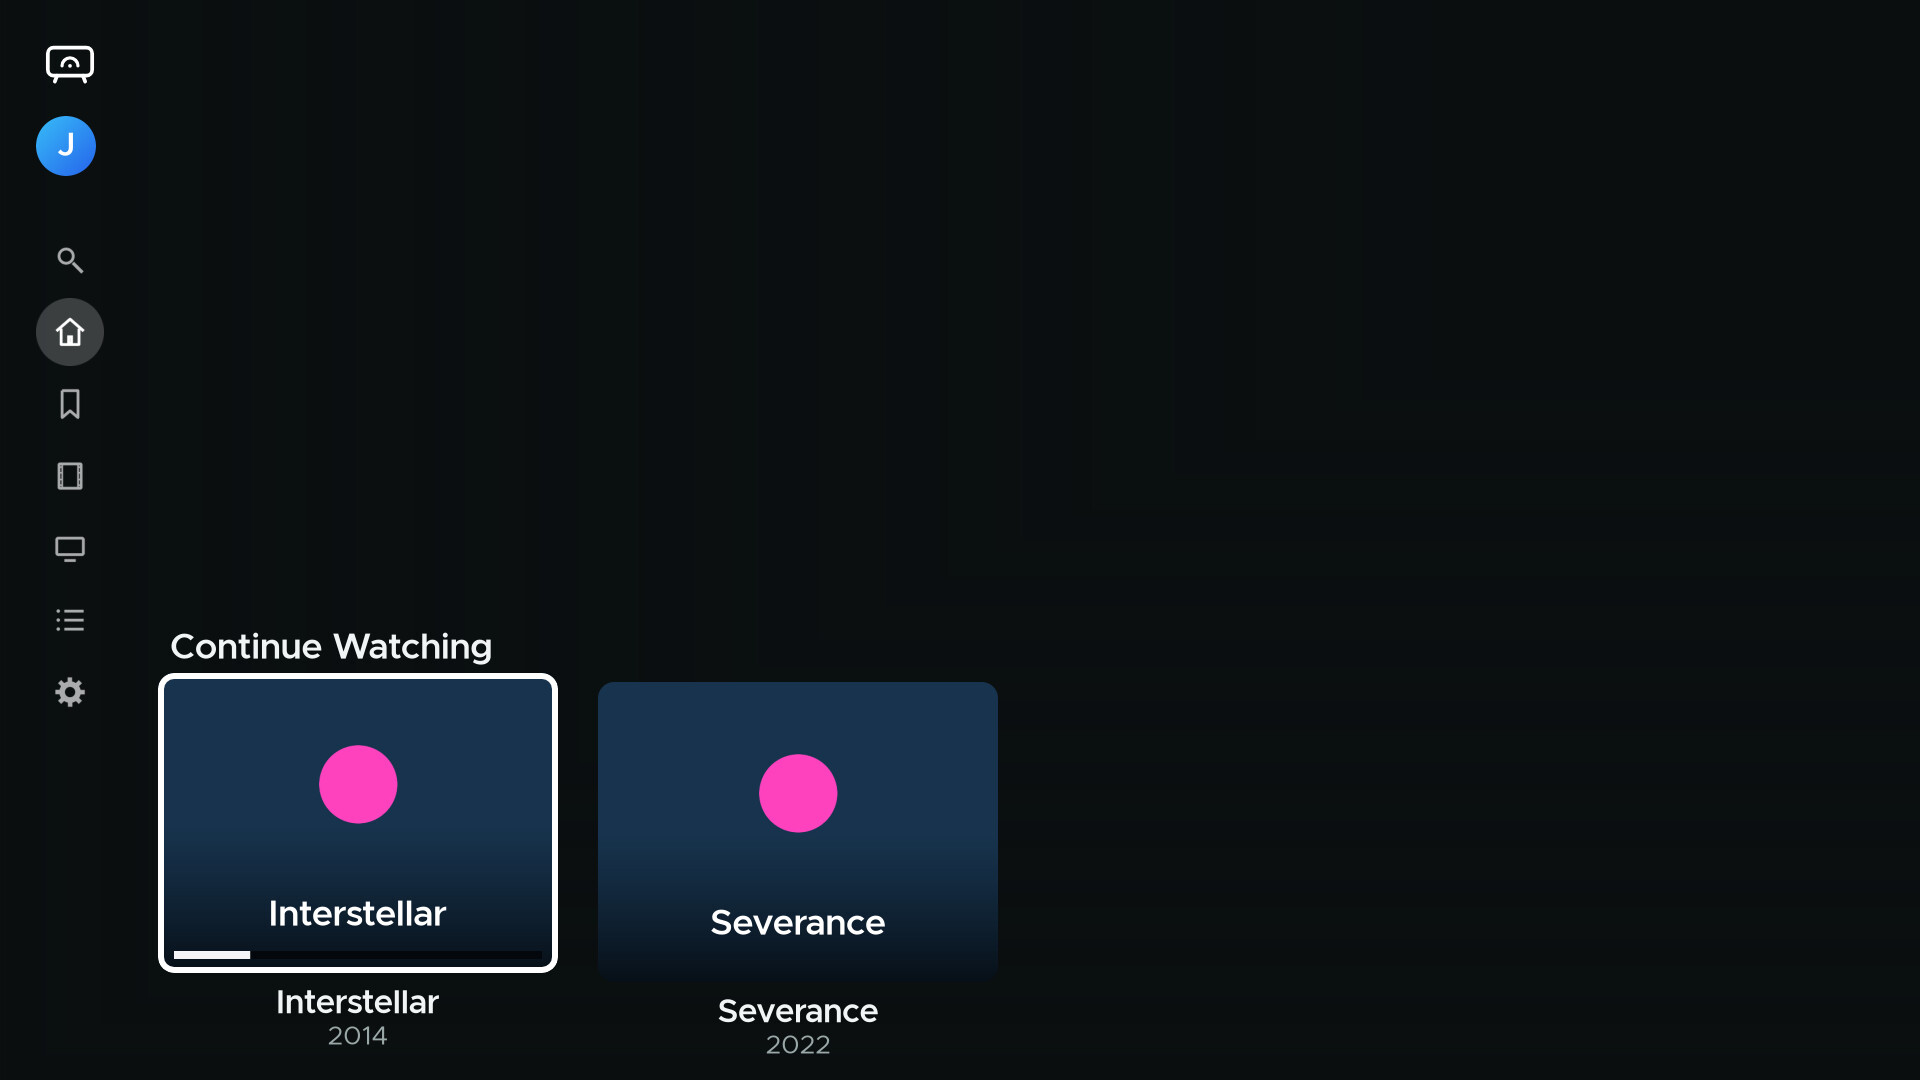 J
Continue Watching
Interstellar
Severance
Interstellar
2014
Severance
2022